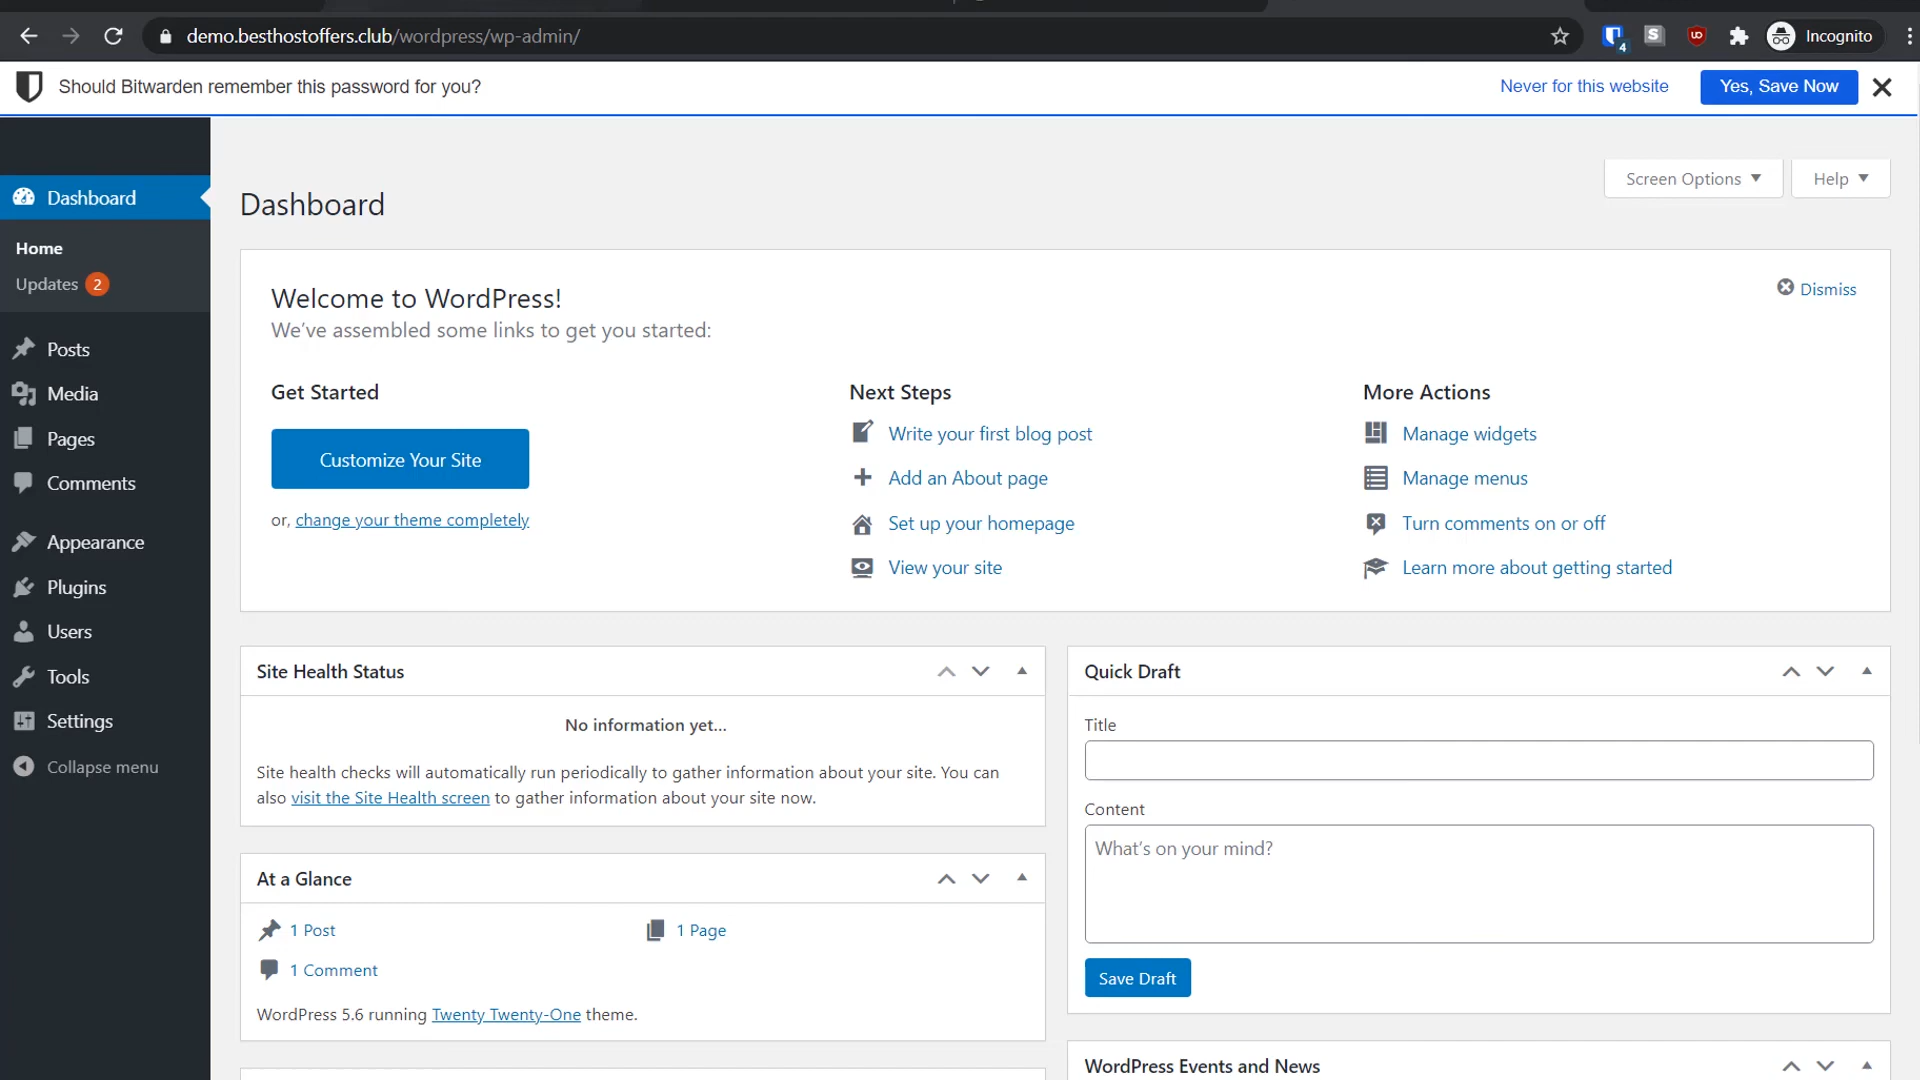 demo.besthostoffers.club/wordpress/wp-admin/
4
S
Incognito
Should Bitwarden remember this password for you?
Never for this website
Yes, Save Now
Dashboard
Home
Updates 2
Posts
Media
Pages
Comments
Appearance
Plugins
Users
Tools
Settings
Collapse menu
Screen Options
Help
Dashboard
Welcome to WordPress!
We’ve assembled some links to get you started:
Dismiss
Get Started
Customize Your Site
or, change your theme completely
Next Steps
Write your first blog post
Add an About page
Set up your homepage
View your site
More Actions
Manage widgets
Manage menus
Turn comments on or off
Learn more about getting started
Site Health Status
No information yet...
Site health checks will automatically run periodically to gather information about your site. You can
also visit the Site Health screen to gather information about your site now.
At a Glance
1 Post
1 Page
1 Comment
WordPress 5.6 running Twenty Twenty-One theme.
Quick Draft
Title
Content
What’s on your mind?
Save Draft
WordPress Events and News